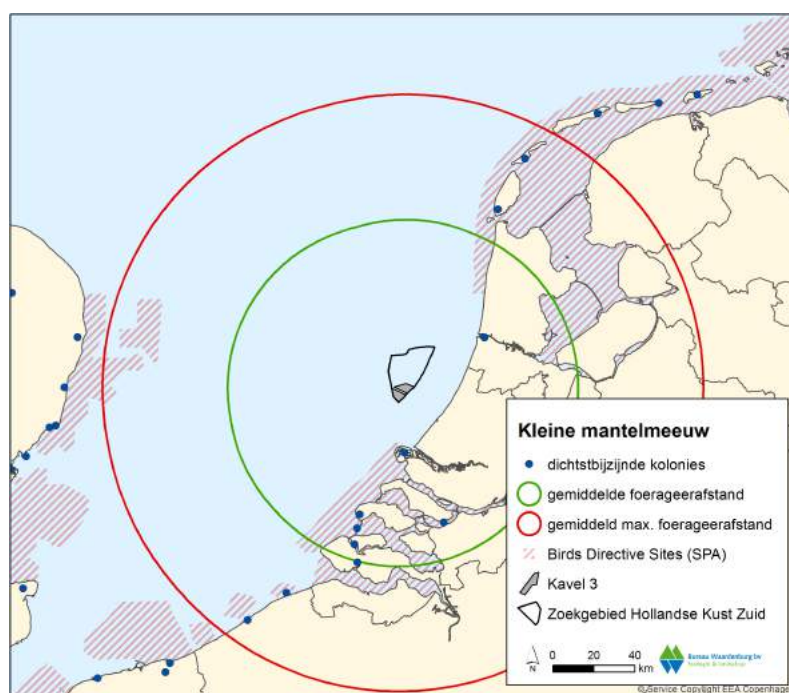 Kleine mantelmeeuw
dichtstbijzijnde kolonies
gemiddelde foerageerafstand
gemiddeld max. foerageerafstand
Birds Directive Sites (SPA)
Kavel 3
Zoekgebied Hollandse Kust Zuid
N
0 20 40
km
Bureau Waardenburg bv
© Service Copyright EEA Copenhage